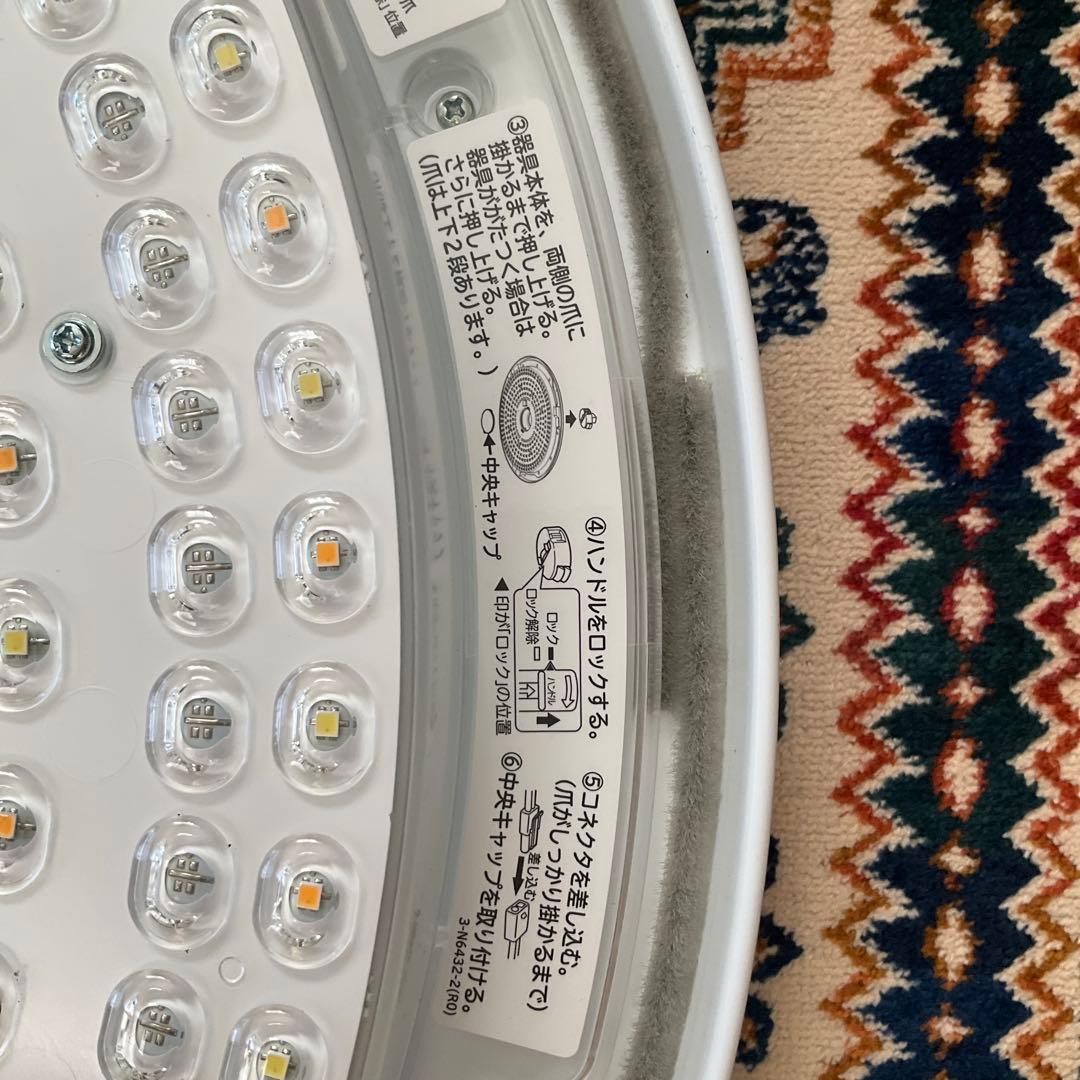 爪
」位置
③器具本体を、両側の爪に
掛かるまで押し上げる。
器具ががたつく場合は
さらに押し上げる。
(爪は上下2段あります。)
中央キャップ
④ハンドルをロックする。
ロック
ロック解除
ハンドル
◀印が「ロック」の位置
⑤コネクタを差し込む。
(爪がしっかり掛かるまで)
差し込む
⑥中央キャップを取り付ける。
3-N6432-2(R0)